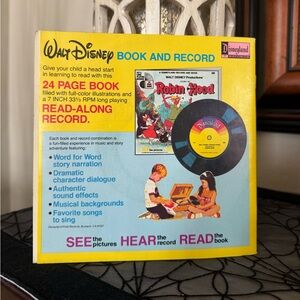 WALT DISNEY BOOK AND RECORD
Disneyland
Give your child a head start
in learning to read with this
24 PAGE BOOK
filled with full-color illustrations and
a 7 INCH 33⅓ RPM long playing
READ-ALONG
RECORD.
WALT DISNEY Productions
Robin Hood
Each book and record combination is
a fun-filled experience in music and story
adventure featuring:
• Word for Word
story narration
• Dramatic
character dialogue
• Authentic
sound effects
• Musical backgrounds
• Favorite songs
to sing
SEE the pictures HEAR the record READ the book